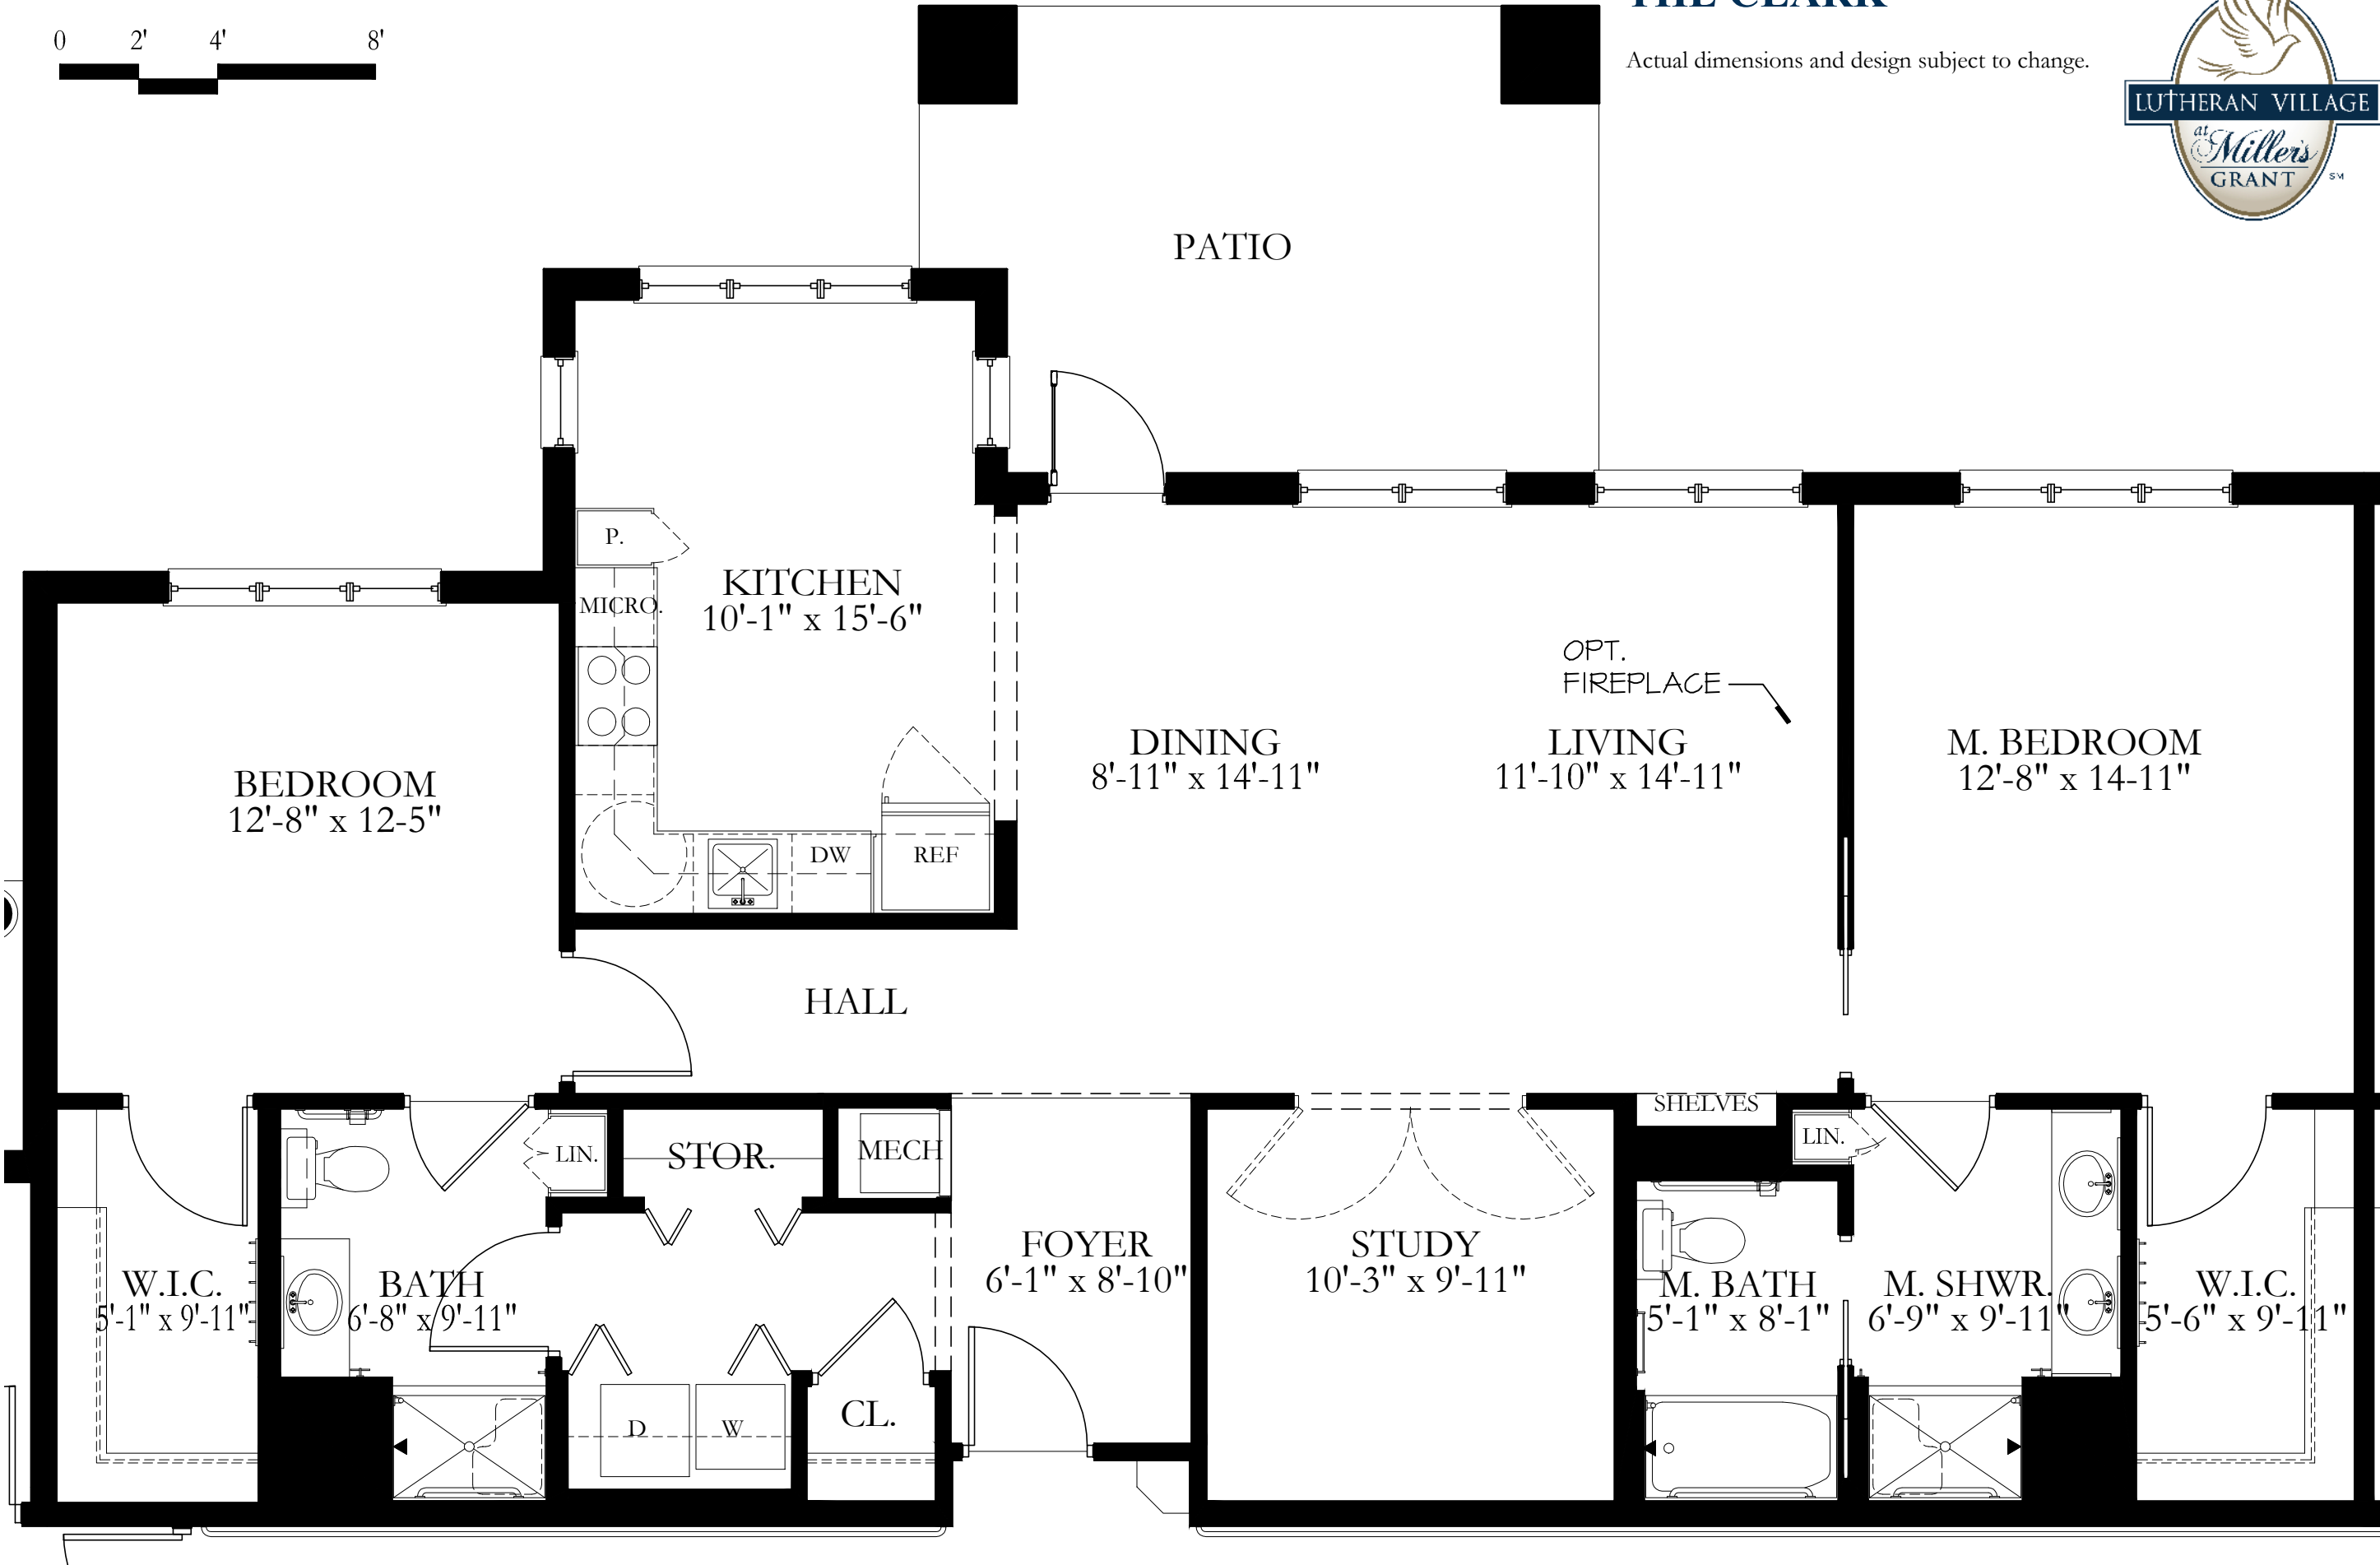 0 2' 4' 8'
THE CLARK
Actual dimensions and design subject to change.
LUTHERAN VILLAGE
at
Miller's
GRANT
SM
PATIO
P.
MICRO.
KITCHEN
10'-1" x 15'-6"
OPT.
FIREPLACE
BEDROOM
12'-8" x 12-5"
DINING
8'-11" x 14'-11"
LIVING
11'-10" x 14'-11"
M. BEDROOM
12'-8" x 14-11"
DW
REF
HALL
SHELVES
LIN.
STOR.
MECH
LIN.
W.I.C.
5'-1" x 9'-11"
BATH
6'-8" x 9'-11"
FOYER
6'-1" x 8'-10"
STUDY
10'-3" x 9'-11"
M. BATH
5'-1" x 8'-1"
M. SHWR.
6'-9" x 9'-11"
W.I.C.
5'-6" x 9'-11"
D
W
CL.